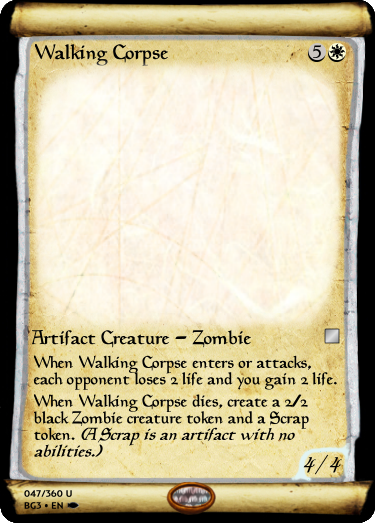 Walking Corpse 5
Artifact Creature – Zombie
When Walking Corpse enters or attacks,
each opponent loses 2 life and you gain 2 life.
When Walking Corpse dies, create a 2/2
black Zombie creature token and a Scrap
token. (A Scrap is an artifact with no
abilities.)
4/4
047/360 U
BG3 • EN